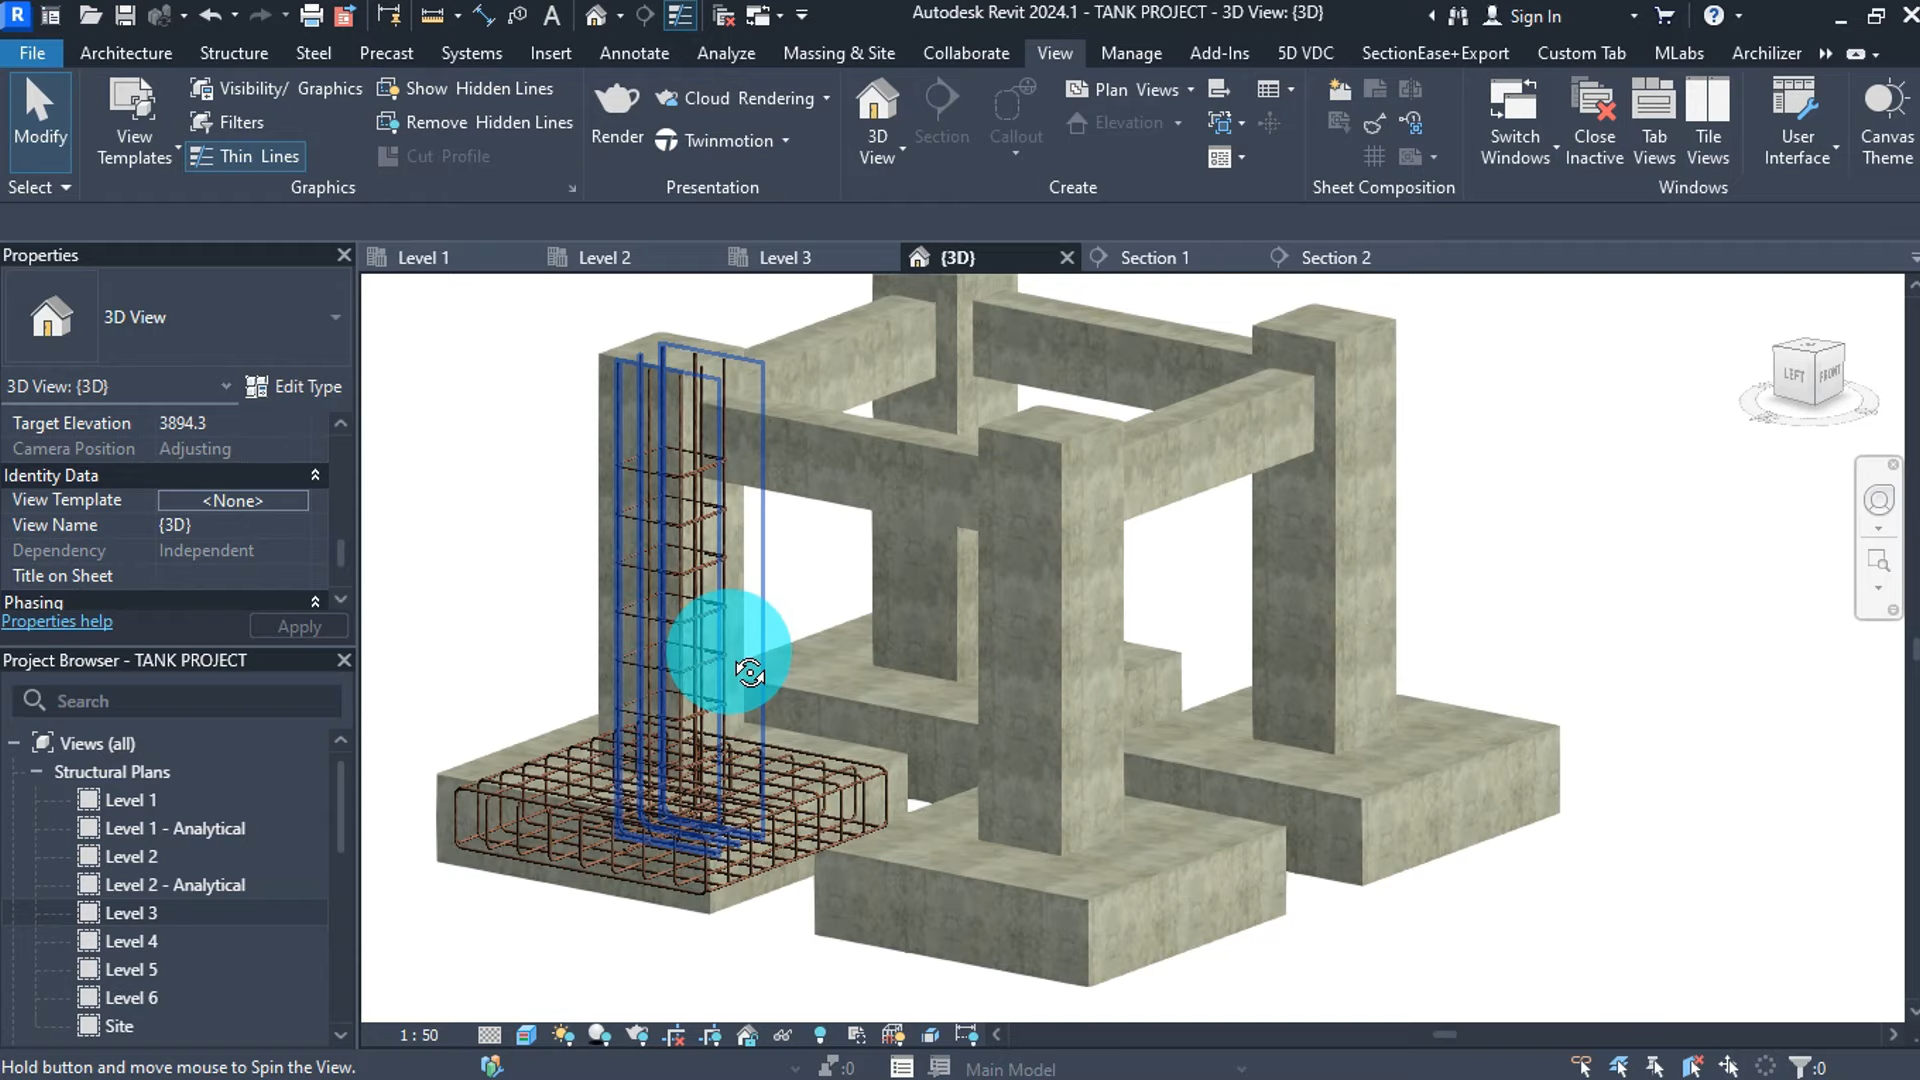 R
Autodesk Revit 2024.1 - TANK PROJECT - 3D View: {3D}
Sign In
File Architecture Structure Steel Precast Systems Insert Annotate Analyze Massing & Site Collaborate View Manage Add-Ins 5D VDC SectionEase+Export Custom Tab MLabs Archilizer
Modify
View Templates
Visibility/ Graphics
Filters
Thin Lines
Show Hidden Lines
Remove Hidden Lines
Cut Profile
Render
Cloud Rendering
Twinmotion
3D View
Section
Callout
Plan Views
Elevation
Switch Windows
Close Inactive
Tab Views
Tile Views
User Interface
Canvas Theme
Select
Graphics
Presentation
Create
Sheet Composition
Windows
Properties
Level 1
Level 2
Level 3
{3D}
Section 1
Section 2
3D View
3D View: {3D}
Edit Type
Target Elevation 3894.3
Camera Position Adjusting
Identity Data
View Template <None>
View Name {3D}
Dependency Independent
Title on Sheet
Phasing
Properties help
Apply
Project Browser - TANK PROJECT
Search
Views (all)
Structural Plans
Level 1
Level 1 - Analytical
Level 2
Level 2 - Analytical
Level 3
Level 4
Level 5
Level 6
Site
LEFT
FRONT
1 : 50
Hold button and move mouse to Spin the View.
:0
Main Model
:0